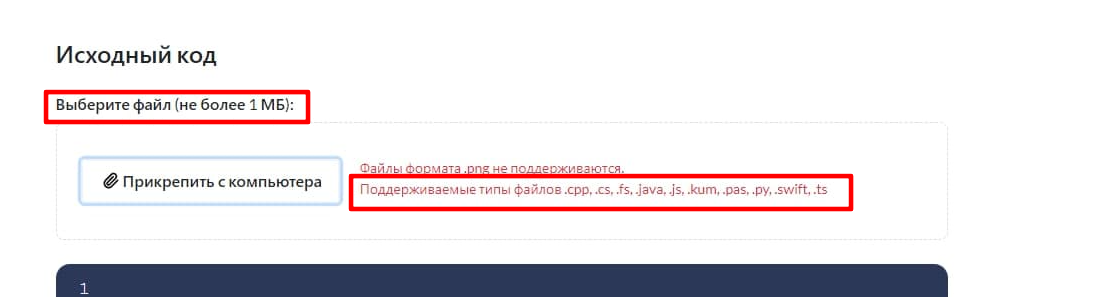 Исходный код
Выберите файл (не более 1 МБ):
Файлы формата .png не поддерживаются.
Прикрепить с компьютера
Поддерживаемые типы файлов .cpp, .cs, .fs, .java, .js, .kum, .pas, .py, .swift, .ts
1